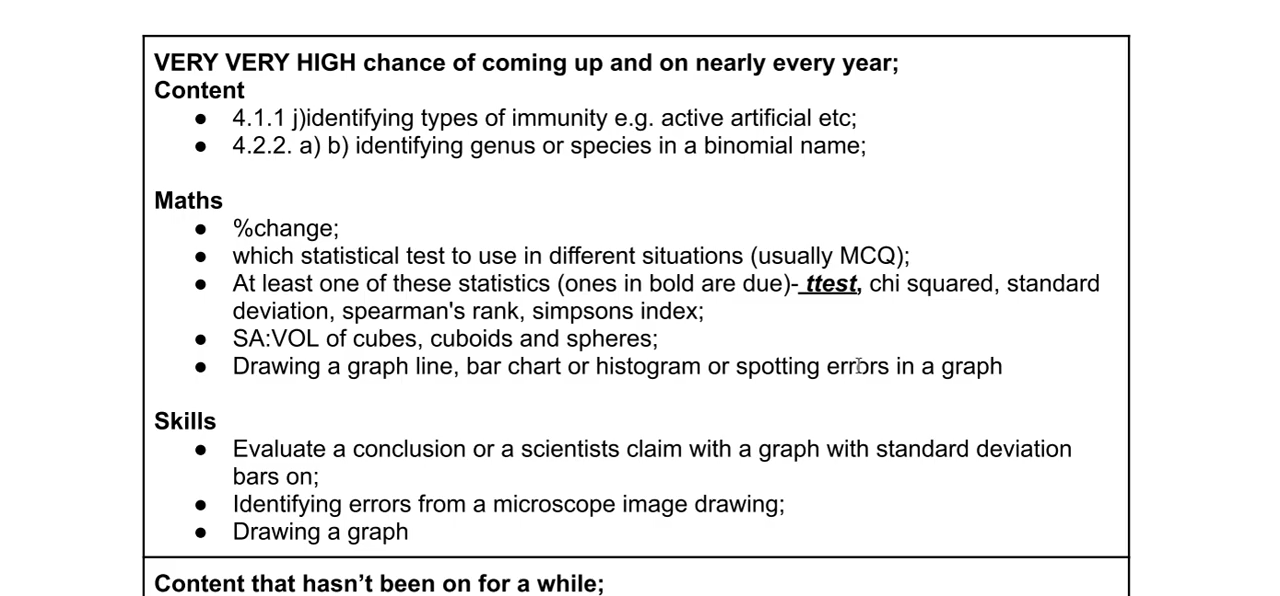 VERY VERY HIGH chance of coming up and on nearly every year;
Content
● 4.1.1 j)identifying types of immunity e.g. active artificial etc;
● 4.2.2. a) b) identifying genus or species in a binomial name;
Maths
● %change;
● which statistical test to use in different situations (usually MCQ);
● At least one of these statistics (ones in bold are due)- ttest, chi squared, standard
deviation, spearman's rank, simpsons index;
● SA:VOL of cubes, cuboids and spheres;
● Drawing a graph line, bar chart or histogram or spotting errors in a graph
Skills
● Evaluate a conclusion or a scientists claim with a graph with standard deviation
bars on;
● Identifying errors from a microscope image drawing;
● Drawing a graph
Content that hasn’t been on for a while;